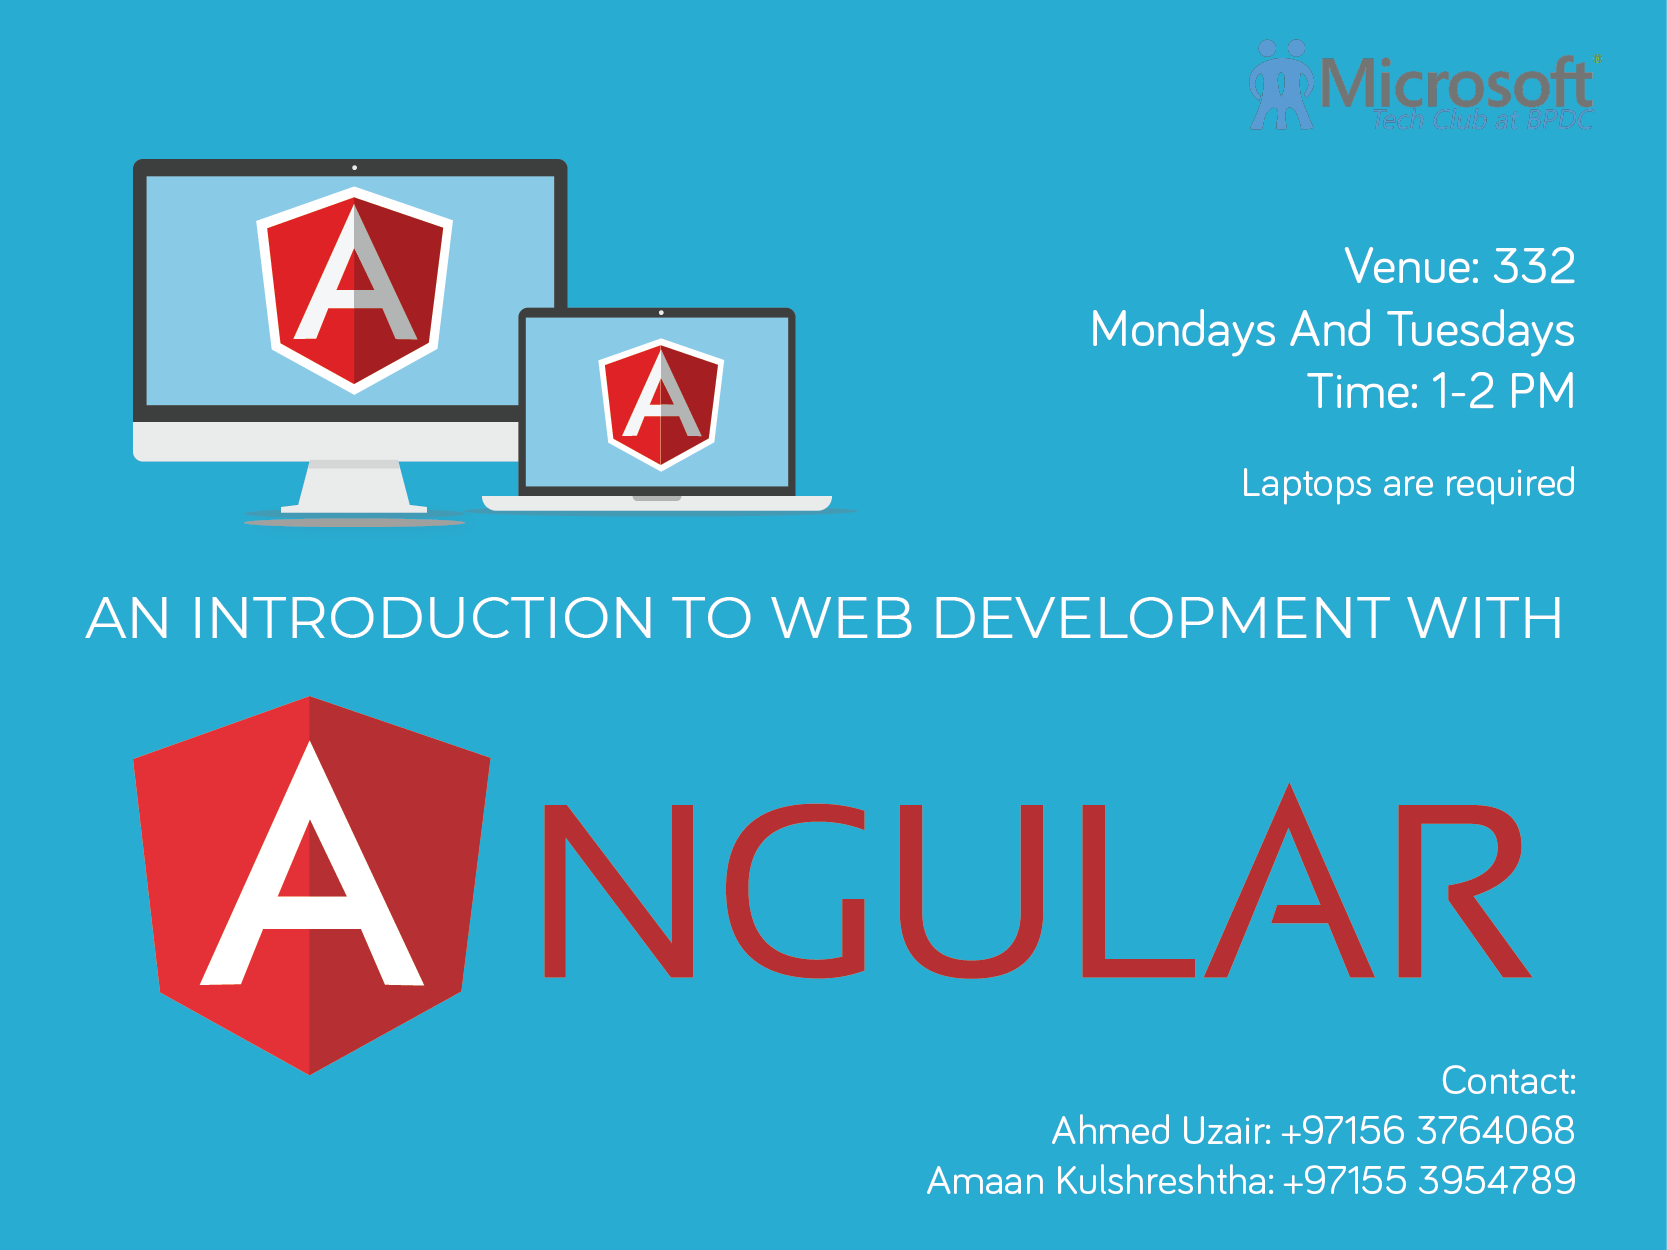 Microsoft
Tech Club at BPDC
Venue: 332
Mondays And Tuesdays
Time: 1-2 PM
Laptops are required
AN INTRODUCTION TO WEB DEVELOPMENT WITH
ANGULAR
Contact:
Ahmed Uzair: +97156 3764068
Amaan Kulshreshtha: +97155 3954789